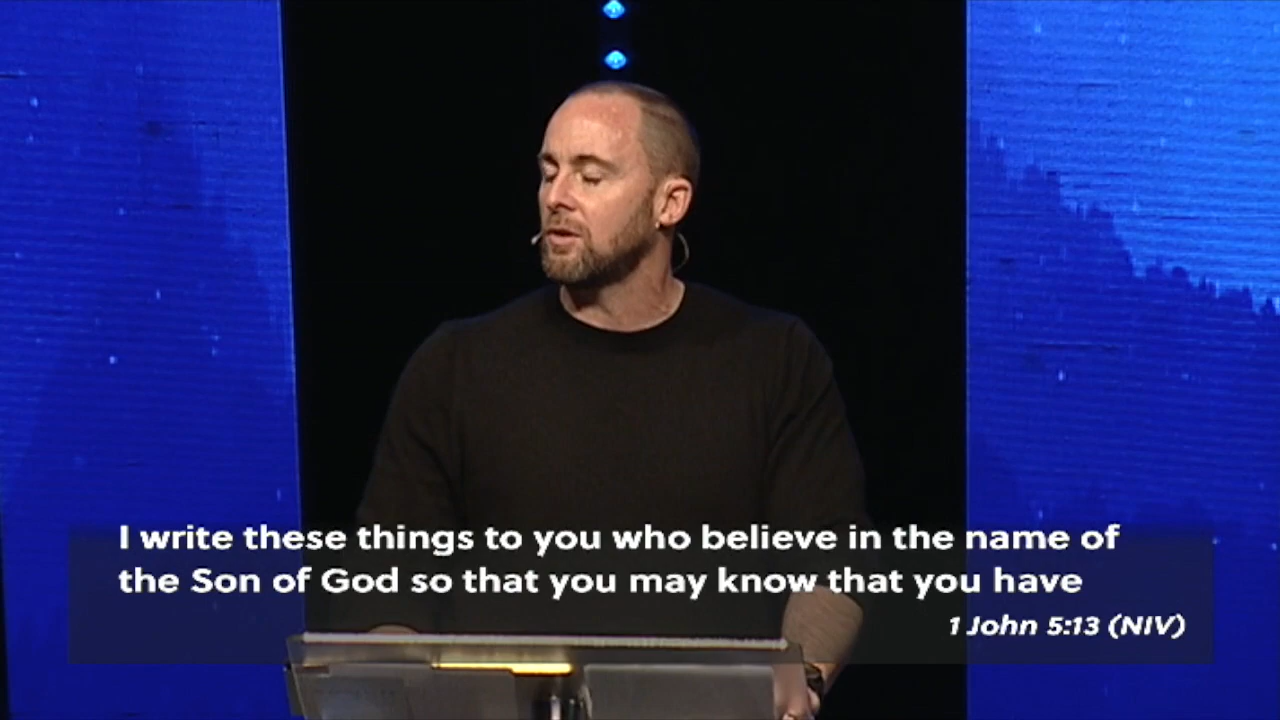 I write these things to you who believe in the name of
the Son of God so that you may know that you have
1 John 5:13 (NIV)